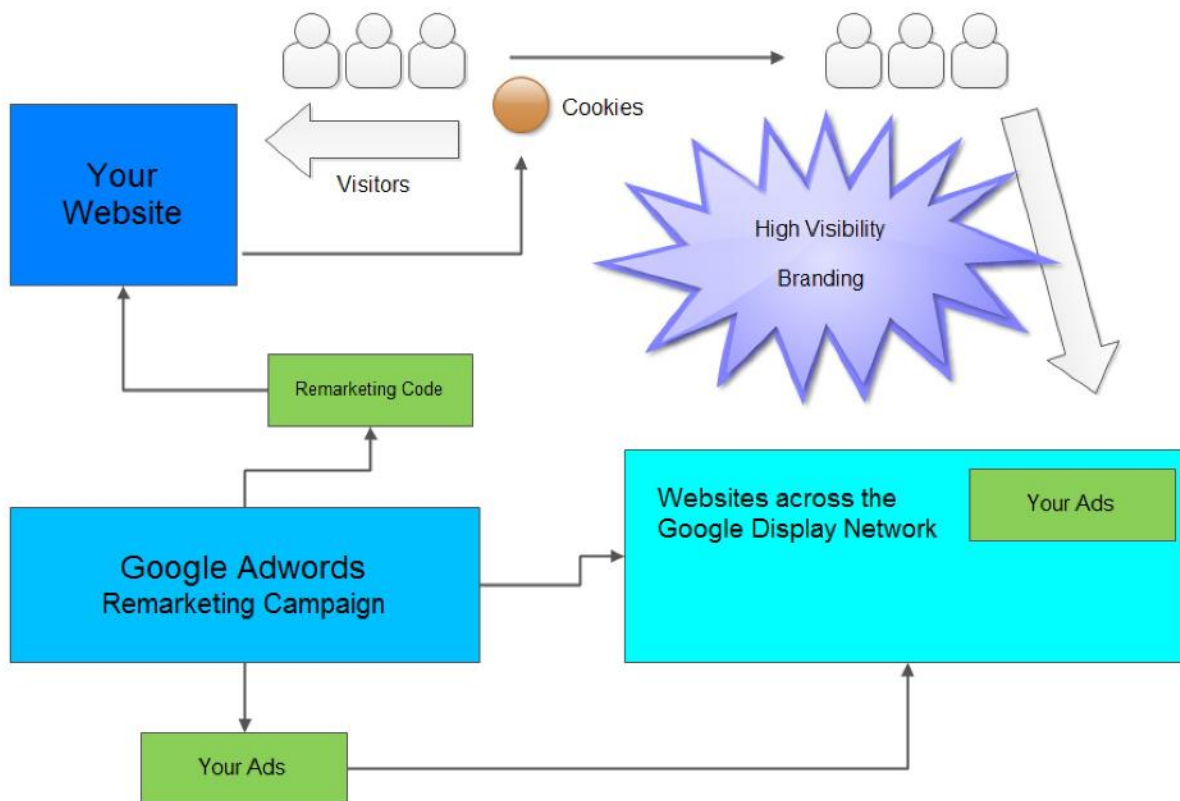 Cookies
Visitors
Your
Website
High Visibility
Branding
Remarketing Code
Websites across the
Google Display Network
Your Ads
Google Adwords
Remarketing Campaign
Your Ads